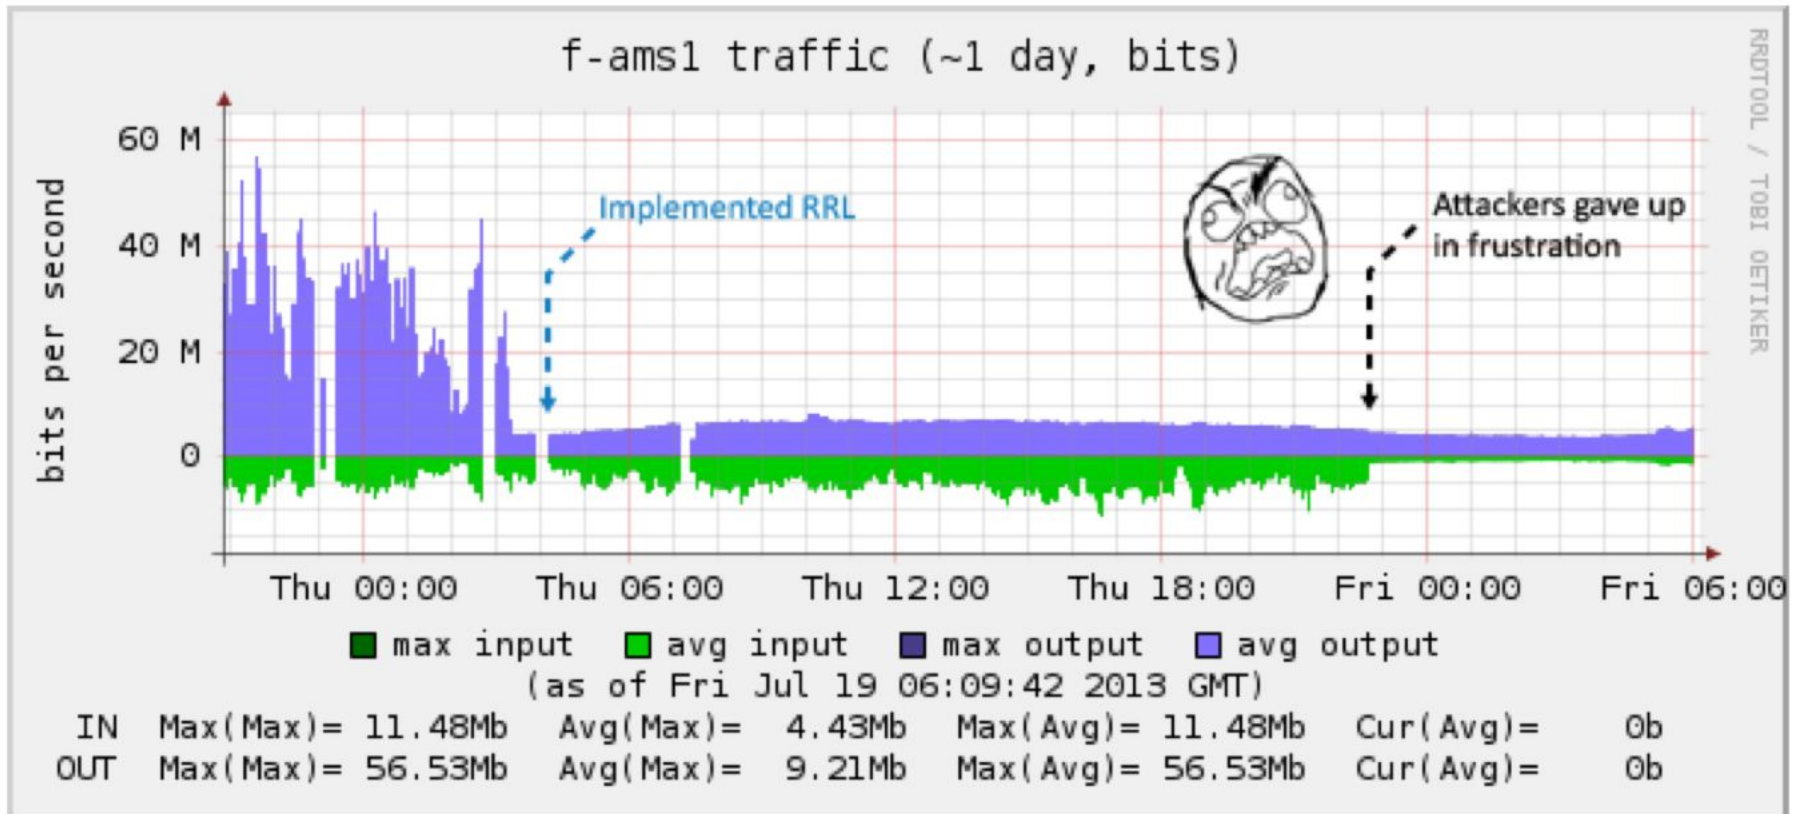 f-ams1 traffic (~1 day, bits)
RRDTOOL / TOBI OETIKER
bits per second
60 M
40 M
20 M
0
Implemented RRL
Attackers gave up
in frustration
Thu 00:00 Thu 06:00 Thu 12:00 Thu 18:00 Fri 00:00 Fri 06:00
max input avg input max output avg output
(as of Fri Jul 19 06:09:42 2013 GMT)
IN Max(Max)= 11.48Mb Avg(Max)= 4.43Mb Max(Avg)= 11.48Mb Cur(Avg)= 0b
OUT Max(Max)= 56.53Mb Avg(Max)= 9.21Mb Max(Avg)= 56.53Mb Cur(Avg)= 0b